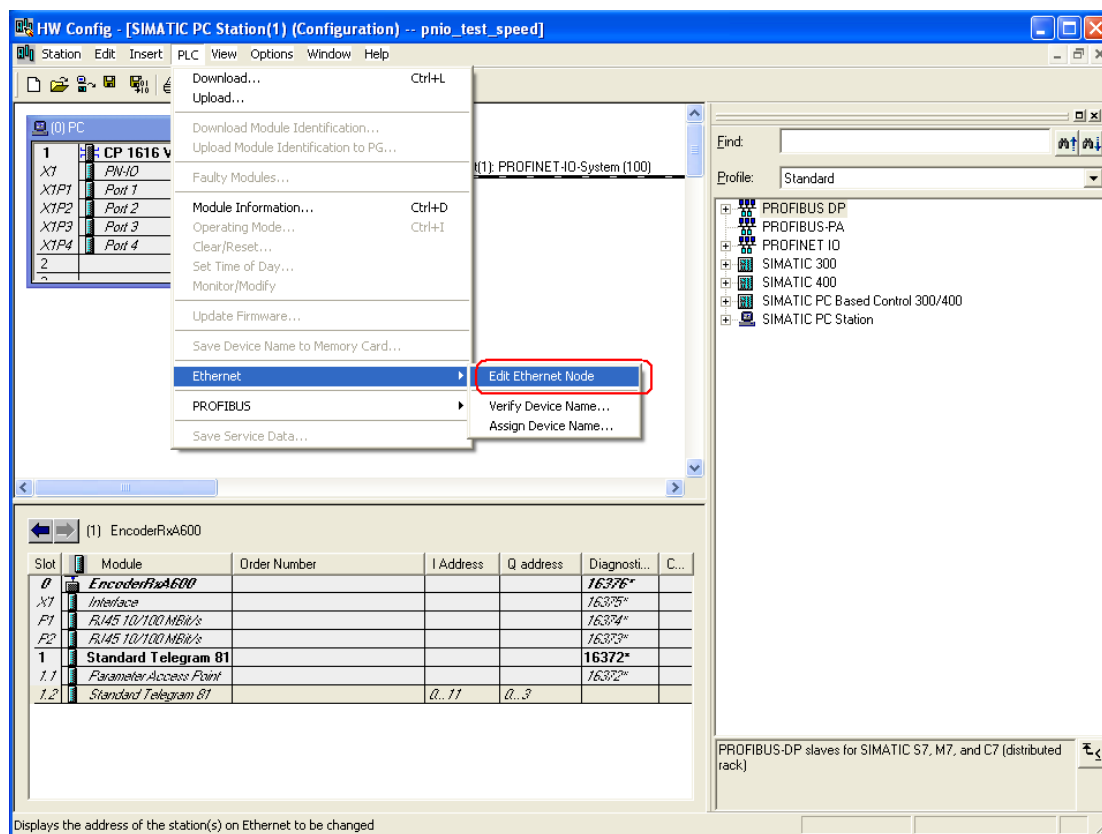 HW Config - [SIMATIC PC Station(1) (Configuration) -- pnio_test_speed]
Station Edit Insert PLC View Options Window Help
Download... Ctrl+L
Upload...
Download Module Identification...
Upload Module Identification to PG...
Faulty Modules...
Module Information... Ctrl+D
Operating Mode... Ctrl+I
Clear/Reset...
Set Time of Day...
Monitor/Modify
Update Firmware...
Save Device Name to Memory Card...
Ethernet
PROFIBUS
Save Service Data...
Edit Ethernet Node
Verify Device Name...
Assign Device Name...
(0) PC
1 CP 1616 V
X1 PN-IO
X1P1 Port 1
X1P2 Port 2
X1P3 Port 3
X1P4 Port 4
2
t(1): PROFINET-IO-System (100)
Find:
Profile: Standard
PROFIBUS DP
PROFIBUS-PA
PROFINET IO
SIMATIC 300
SIMATIC 400
SIMATIC PC Based Control 300/400
SIMATIC PC Station
(1) EncoderRxA600
Slot Module Order Number I Address Q address Diagnosti... C...
0 EncoderRxA600 16376*
X1 Interface 16375*
P1 RJ45 10/100 MBit/s 16374*
P2 RJ45 10/100 MBit/s 16373*
1 Standard Telegram 81 16372*
1.1 Parameter Access Point 16372*
1.2 Standard Telegram 81 0..11 0..3
PROFIBUS-DP slaves for SIMATIC S7, M7, and C7 (distributed
rack)
Displays the address of the station(s) on Ethernet to be changed